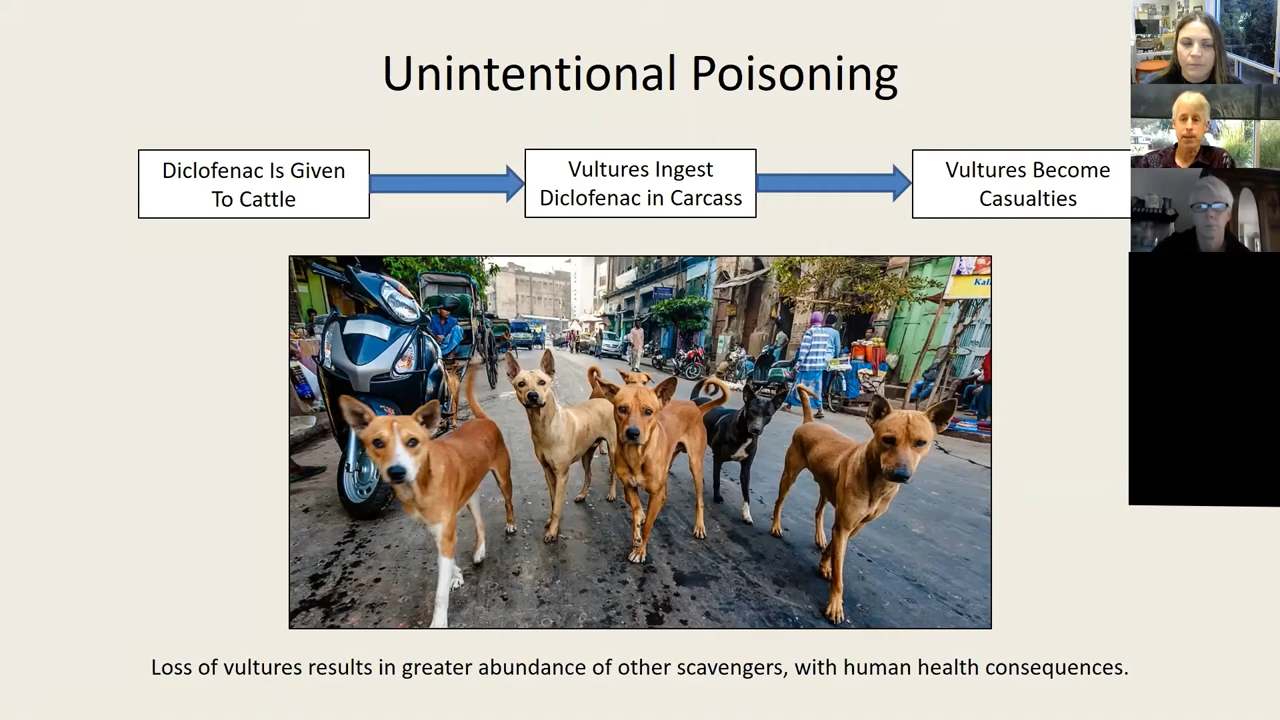 Unintentional Poisoning
Diclofenac Is Given
To Cattle
Vultures Ingest
Diclofenac in Carcass
Vultures Become
Casualties
Loss of vultures results in greater abundance of other scavengers, with human health consequences.